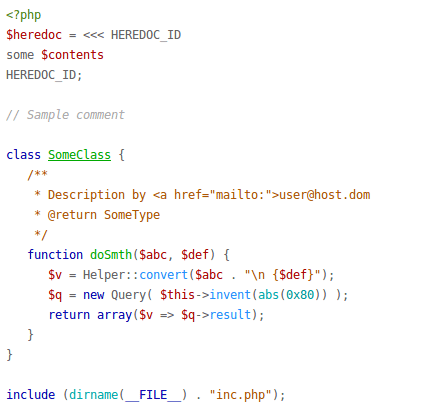 <?php
$heredoc = <<< HEREDOC_ID
some $contents
HEREDOC_ID;

// Sample comment

class SomeClass {
   /**
    * Description by <a href="mailto:">user@host.dom
    * @return SomeType
    */
   function doSmth($abc, $def) {
      $v = Helper::convert($abc . "\n {$def}");
      $q = new Query( $this->invent(abs(0x80)) );
      return array($v => $q->result);
   }
}

include (dirname(__FILE__) . "inc.php");